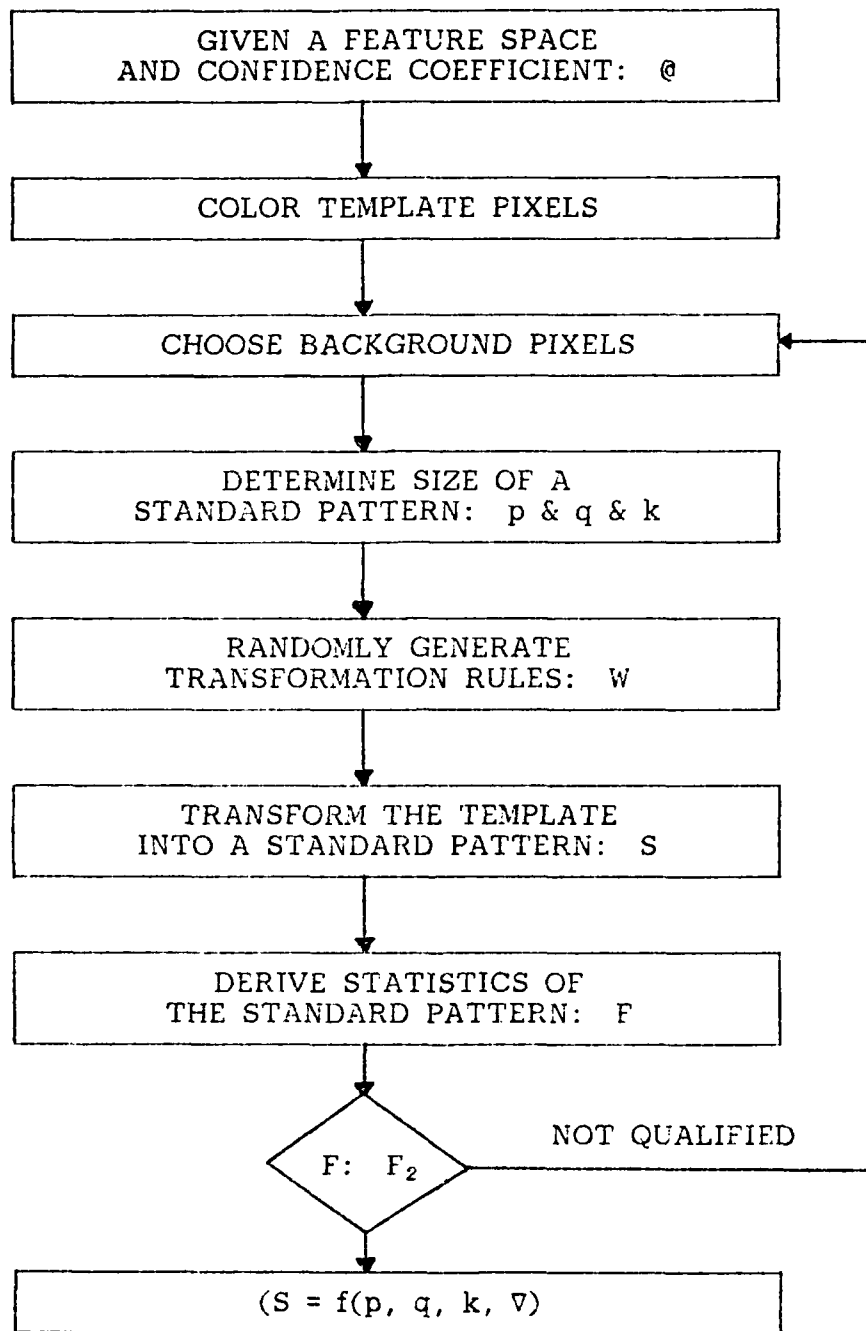 GIVEN A FEATURE SPACE
AND CONFIDENCE COEFFICIENT: @
COLOR TEMPLATE PIXELS
CHOOSE BACKGROUND PIXELS
DETERMINE SIZE OF A
STANDARD PATTERN: p & q & k
RANDOMLY GENERATE
TRANSFORMATION RULES: W
TRANSFORM THE TEMPLATE
INTO A STANDARD PATTERN: S
DERIVE STATISTICS OF
THE STANDARD PATTERN: F
NOT QUALIFIED
F: F₂
(S = f(p, q, k, ∇)